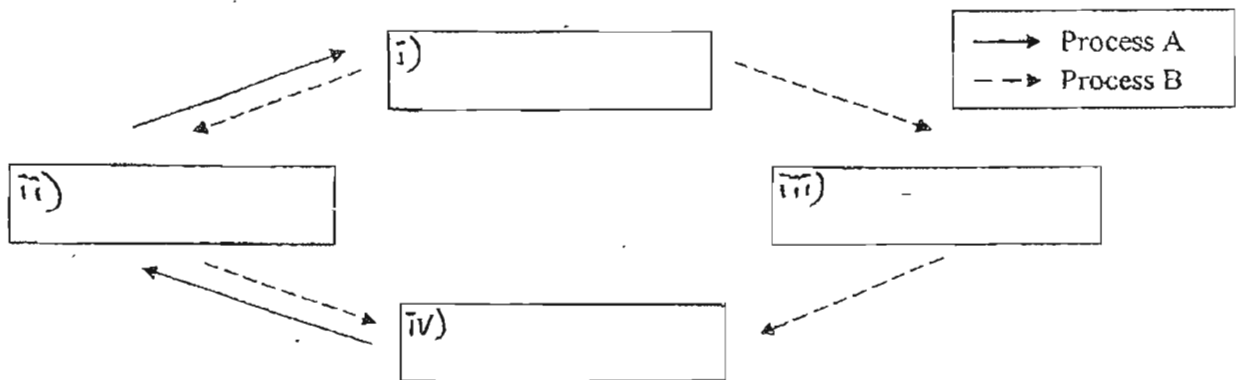 i)
Process A
Process B
ii)
iii)
iv)